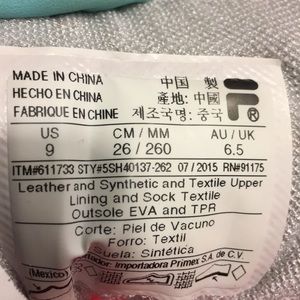 MADE IN CHINA
HECHO EN CHINA
FABRIQUE EN CHINE
中国 製
產地: 中國
제조국명: 중국
®
US CM / MM AU / UK
9 26 / 260 6.5
ITM#611733 STY#5SH40137-262 07 / 2015 RN#91175
Leather and Synthetic and Textile Upper
Lining and Sock Textile
Outsole EVA and TPR
Corte: Piel de Vacuno
Forro: Textil
Suela: Sintética
(Mexico)
Importadora Primex S.A. de C.V.